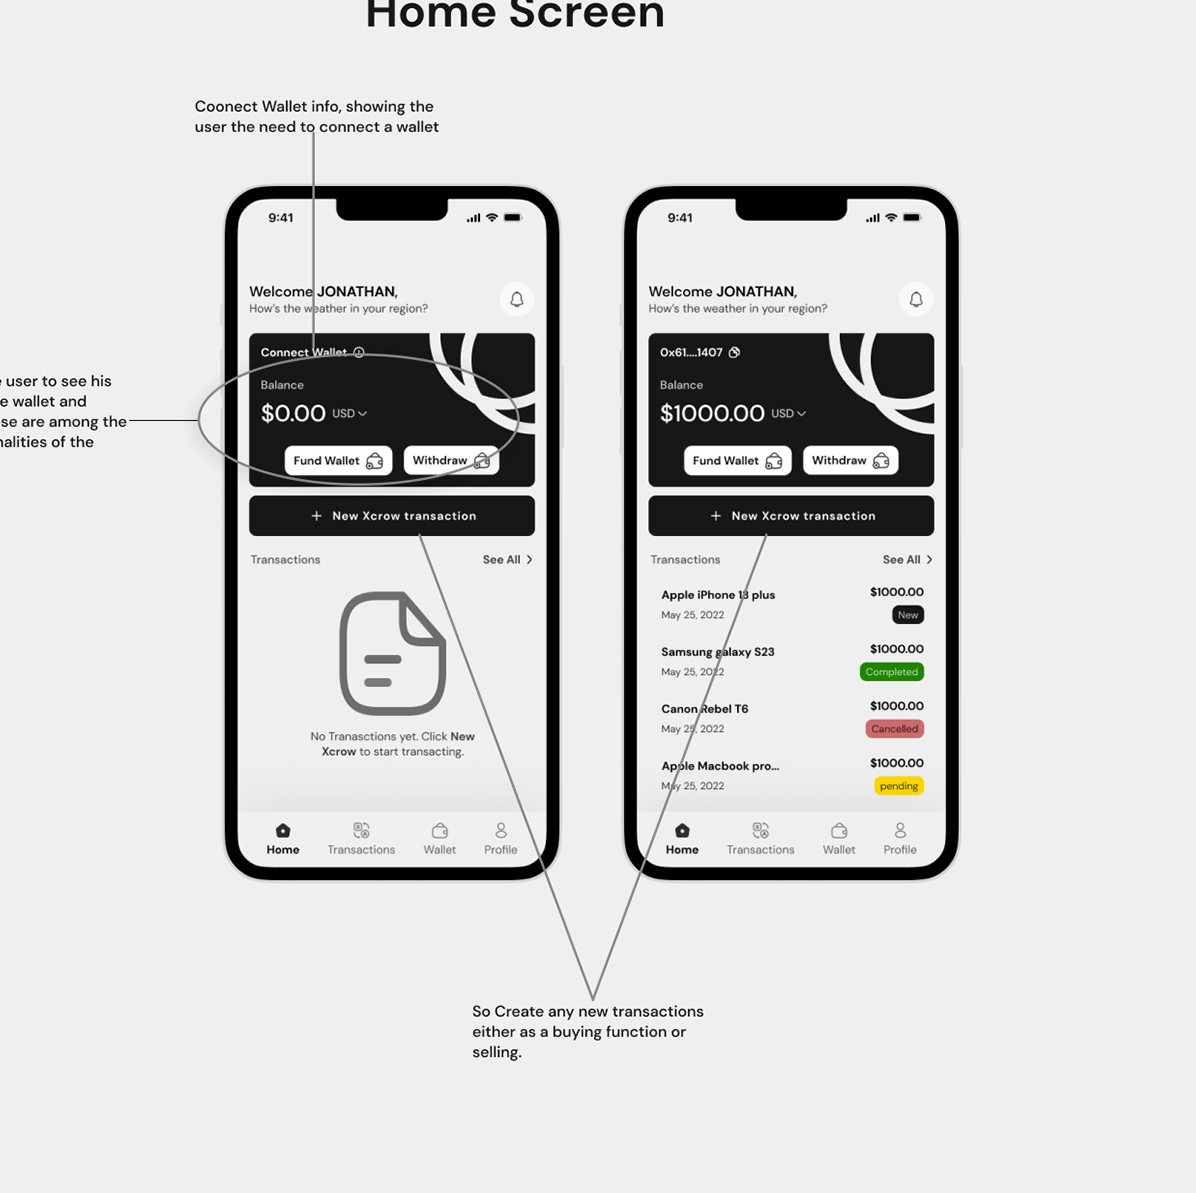 Home Screen
Coonect Wallet info, showing the
user the need to connect a wallet
user to see his
e wallet and
se are among the
nalities of the
9:41
Welcome JONATHAN,
How's the weather in your region?
Connect Wallet
Balance
$0.00 USD
Fund Wallet
Withdraw
+ New Xcrow transaction
Transactions
See All >
No Tranasctions yet. Click New
Xcrow to start transacting.
Home
Transactions
Wallet
Profile
9:41
Welcome JONATHAN,
How's the weather in your region?
0x61....1407
Balance
$1000.00 USD
Fund Wallet
Withdraw
+ New Xcrow transaction
Transactions
See All >
Apple iPhone 13 plus
$1000.00
May 25, 2022
New
Samsung galaxy S23
$1000.00
May 25, 2022
Completed
Canon Rebel T6
$1000.00
May 25, 2022
Cancelled
Apple Macbook pro...
$1000.00
May 25, 2022
pending
Home
Transactions
Wallet
Profile
So Create any new transactions
either as a buying function or
selling.